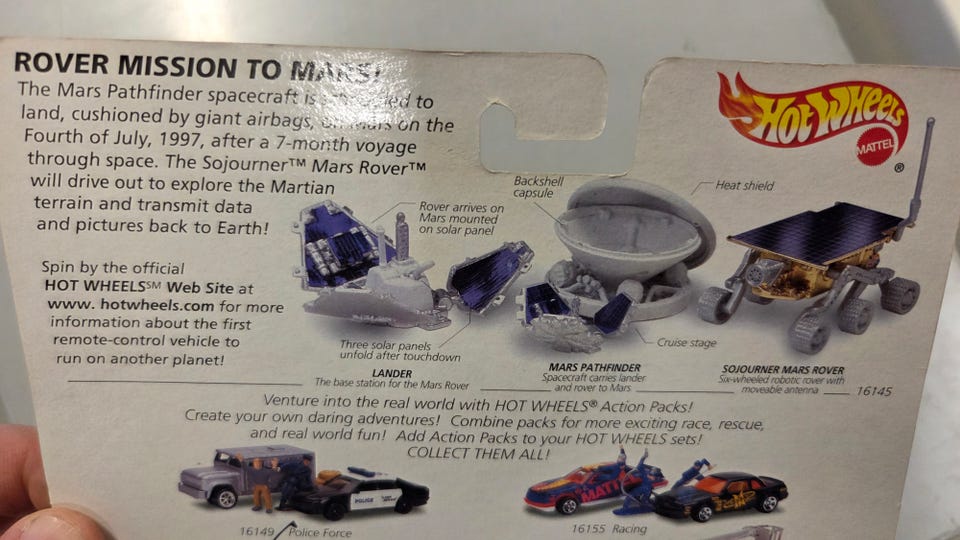 ROVER MISSION TO MARS!
The Mars Pathfinder spacecraft is scheduled to
land, cushioned by giant airbags, on Mars on the
Fourth of July, 1997, after a 7-month voyage
through space. The Sojourner™ Mars Rover™
will drive out to explore the Martian
terrain and transmit data
and pictures back to Earth!
Spin by the official
HOT WHEELS℠ Web Site at
www. hotwheels.com for more
information about the first
remote-control vehicle to
run on another planet!
HOT WHEELS
MATTEL
®
Rover arrives on
Mars mounted
on solar panel
Backshell
capsule
Heat shield
Three solar panels
unfold after touchdown
Cruise stage
LANDER
The base station for the Mars Rover
MARS PATHFINDER
Spacecraft carries lander
and rover to Mars
SOJOURNER MARS ROVER
Six-wheeled robotic rover with
moveable antenna
16145
Venture into the real world with HOT WHEELS® Action Packs!
Create your own daring adventures! Combine packs for more exciting race, rescue,
and real world fun! Add Action Packs to your HOT WHEELS sets!
COLLECT THEM ALL!
POLICE
MATTEL
16149 Police Force
16155 Racing